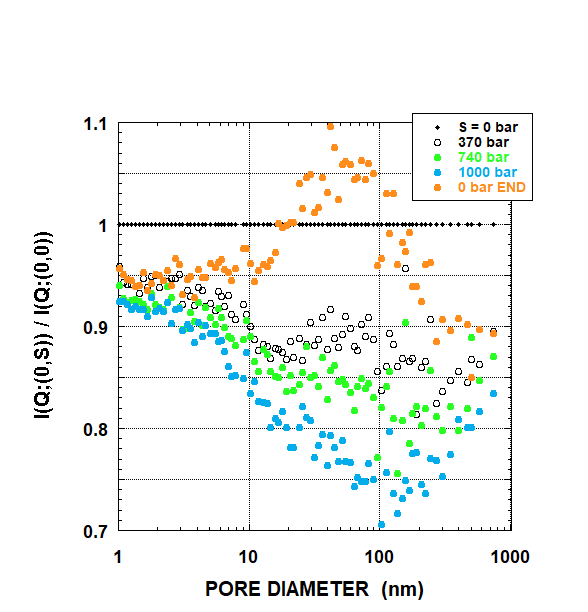 S = 0 bar
370 bar
740 bar
1000 bar
0 bar END
1.1
1
0.9
0.8
0.7
I(Q;(0,S)) / I(Q;(0,0))
1 10 100 1000
PORE DIAMETER (nm)